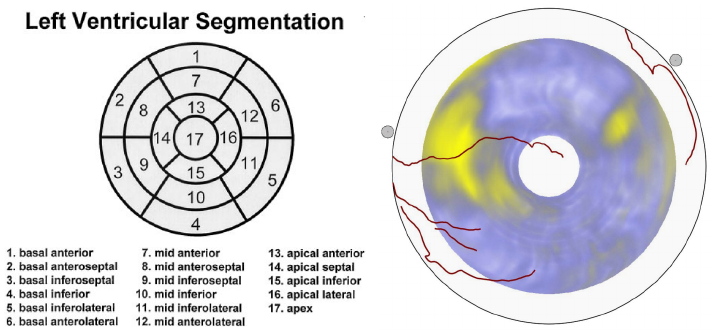 Left Ventricular Segmentation
1
7
2
8
13
12
6
14
17
16
3
9
15
11
5
10
4
1. basal anterior
2. basal anteroseptal
3. basal inferoseptal
4. basal inferior
5. basal inferolateral
6. basal anterolateral
7. mid anterior
8. mid anteroseptal
9. mid inferoseptal
10. mid inferior
11. mid inferolateral
12. mid anterolateral
13. apical anterior
14. apical septal
15. apical inferior
16. apical lateral
17. apex